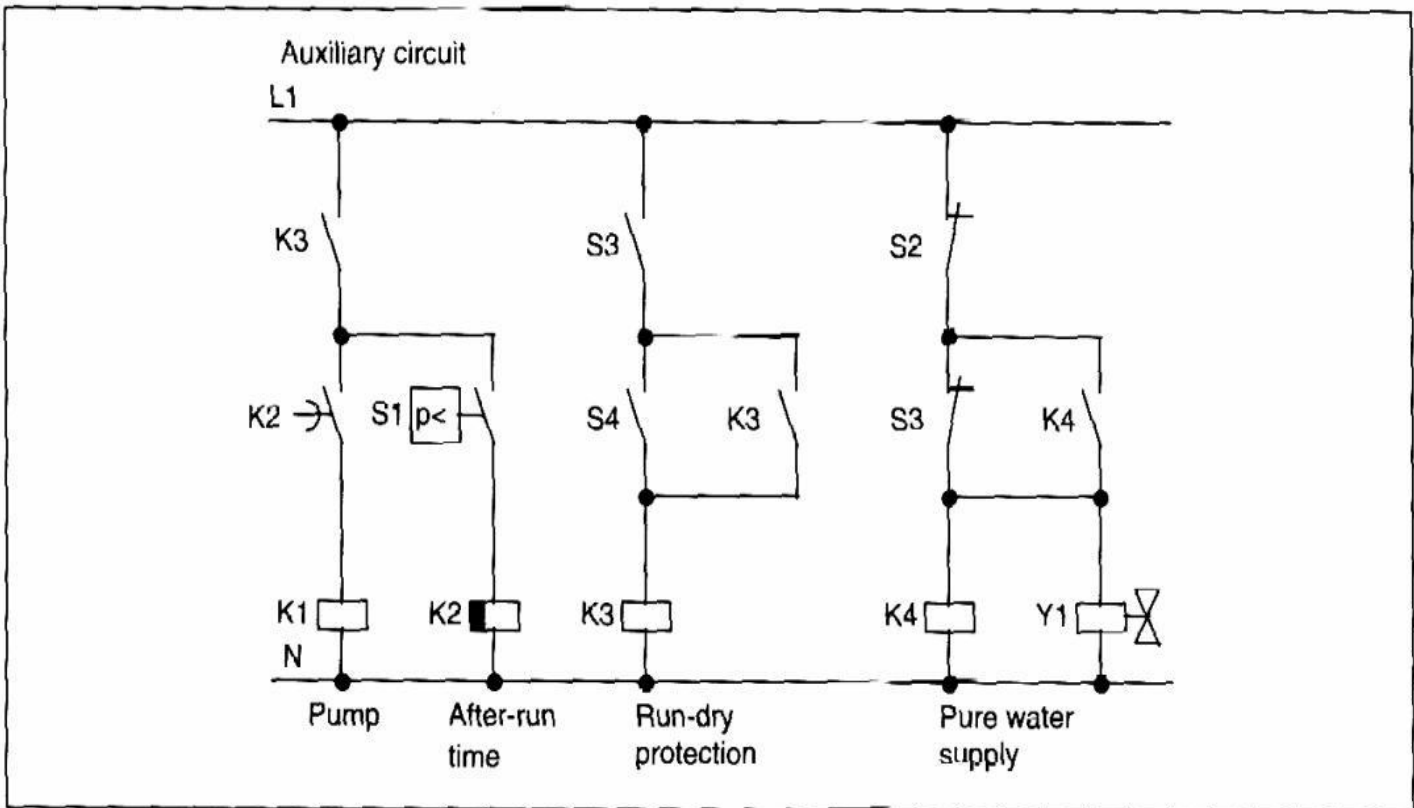 Auxiliary circuit
L1
K3
S3
S2
K2
S1
p<
S4
K3
S3
K4
K1
K2
K3
K4
Y1
N
Pump
After-run
time
Run-dry
protection
Pure water
supply